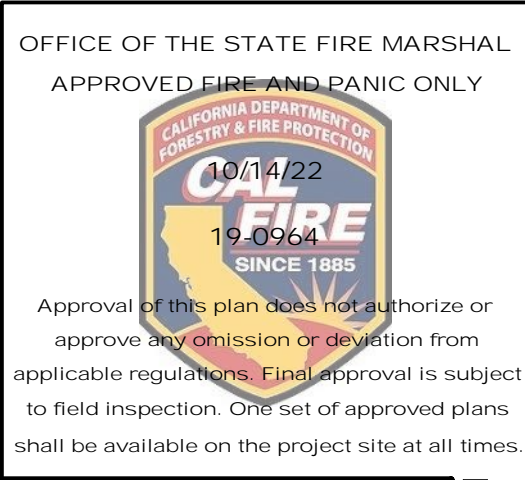 OFFICE OF THE STATE FIRE MARSHAL
APPROVED FIRE AND PANIC ONLY
CALIFORNIA DEPARTMENT OF
FORESTRY & FIRE PROTECTION
10/14/22
CAL
FIRE
19-0964
SINCE 1885
Approval of this plan does not authorize or
approve any omission or deviation from
applicable regulations. Final approval is subject
to field inspection. One set of approved plans
shall be available on the project site at all times.